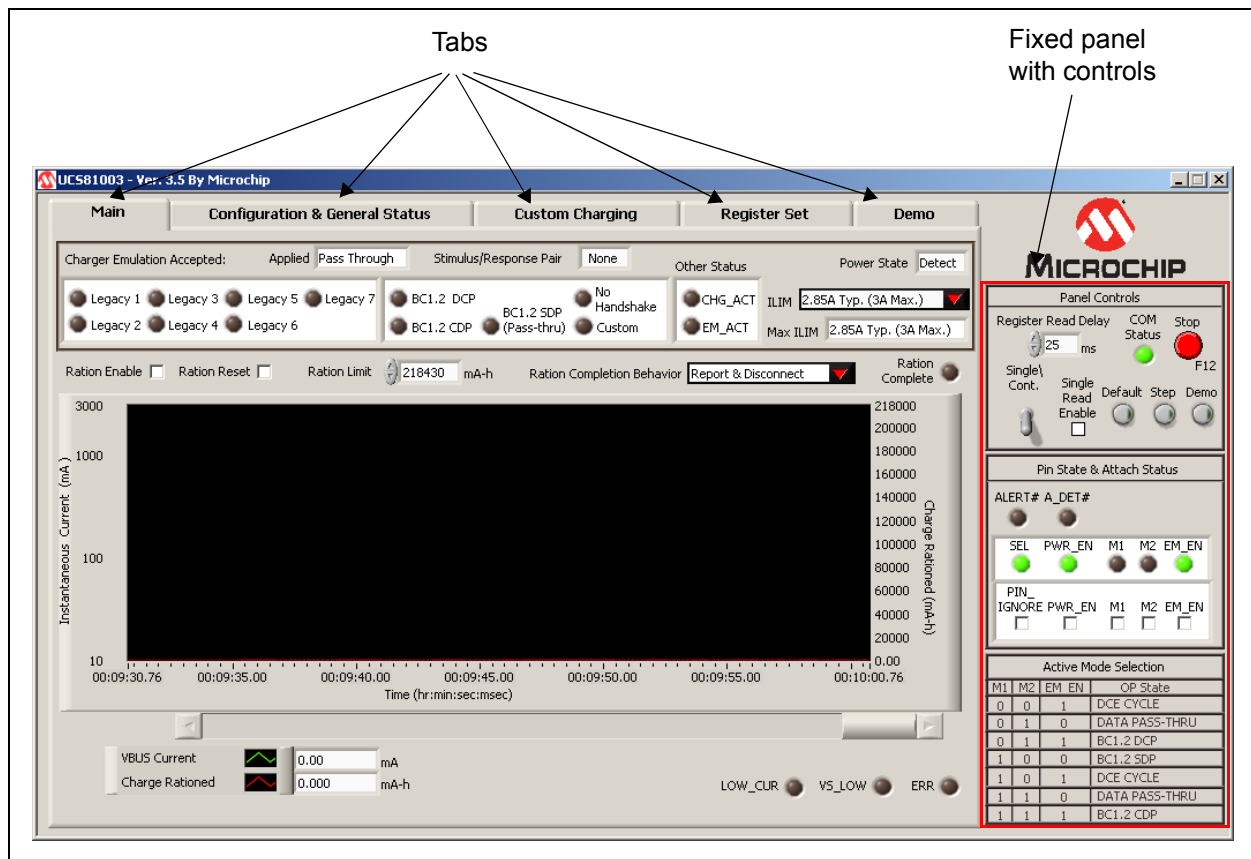 Tabs
Fixed panel
with controls
UCS81003 - Ver. 3.5 By Microchip
Main
Configuration & General Status
Custom Charging
Register Set
Demo
MICROCHIP
Charger Emulation Accepted:
Applied Pass Through
Stimulus/Response Pair None
Other Status
Power State Detect
Legacy 1 Legacy 3 Legacy 5 Legacy 7
Legacy 2 Legacy 4 Legacy 6
BC1.2 DCP
BC1.2 CDP
BC1.2 SDP
(Pass-thru)
No
Handshake
Custom
CHG_ACT
EM_ACT
ILIM 2.85A Typ. (3A Max.)
Max ILIM 2.85A Typ. (3A Max.)
Ration Enable
Ration Reset
Ration Limit 218430 mA-h
Ration Completion Behavior Report & Disconnect
Ration
Complete
Instantaneous Current (mA)
3000
1000
100
10
218000
200000
180000
160000
140000
120000
100000
80000
60000
40000
20000
0.00
Charge Rationed (mA-h)
00:09:30.76 00:09:35.00 00:09:40.00 00:09:45.00 00:09:50.00 00:09:55.00 00:10:00.76
Time (hr:min:sec:msec)
VBUS Current 0.00 mA
Charge Rationed 0.000 mA-h
LOW_CUR VS_LOW ERR
Panel Controls
Register Read Delay
25 ms
COM
Status
Stop
F12
Single\
Cont.
Single
Read
Enable
Default Step Demo
Pin State & Attach Status
ALERT# A_DET#
SEL PWR_EN M1 M2 EM_EN
PIN_
IGNORE PWR_EN M1 M2 EM_EN
Active Mode Selection
M1 M2 EM EN OP State
0 0 1 DCE CYCLE
0 1 0 DATA PASS-THRU
0 1 1 BC1.2 DCP
1 0 0 BC1.2 SDP
1 0 1 DCE CYCLE
1 1 0 DATA PASS-THRU
1 1 1 BC1.2 CDP